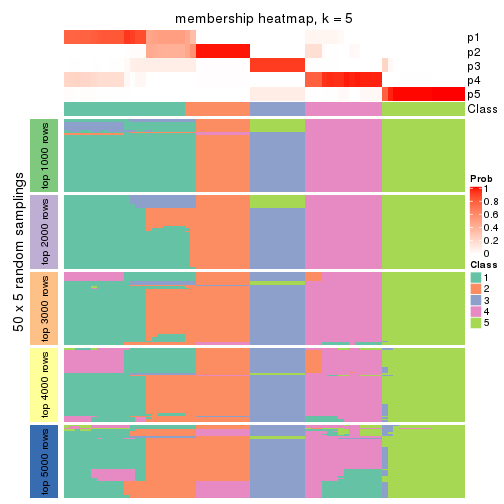 membership heatmap, k = 5
p1
p2
p3
p4
p5
Class
50 x 5 random samplings
top 1000 rows
top 2000 rows
top 3000 rows
top 4000 rows
top 5000 rows
Prob
1
0.8
0.6
0.4
0.2
0
Class
1
2
3
4
5